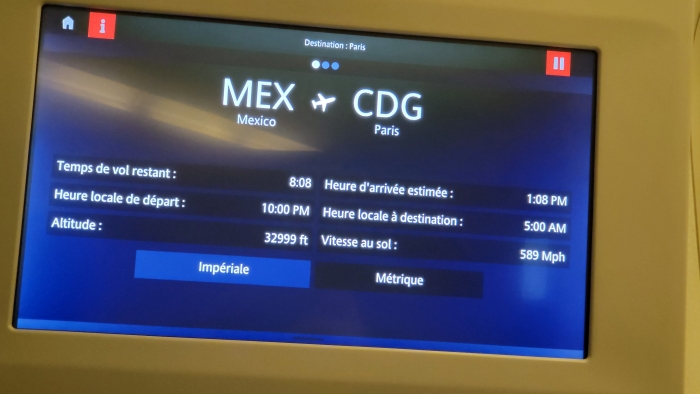 i
Destination : Paris
MEX CDG
Mexico Paris
Temps de vol restant : 8:08
Heure locale de départ : 10:00 PM
Altitude : 32999 ft
Heure d'arrivée estimée : 1:08 PM
Heure locale à destination : 5:00 AM
Vitesse au sol : 589 Mph
Impériale Métrique